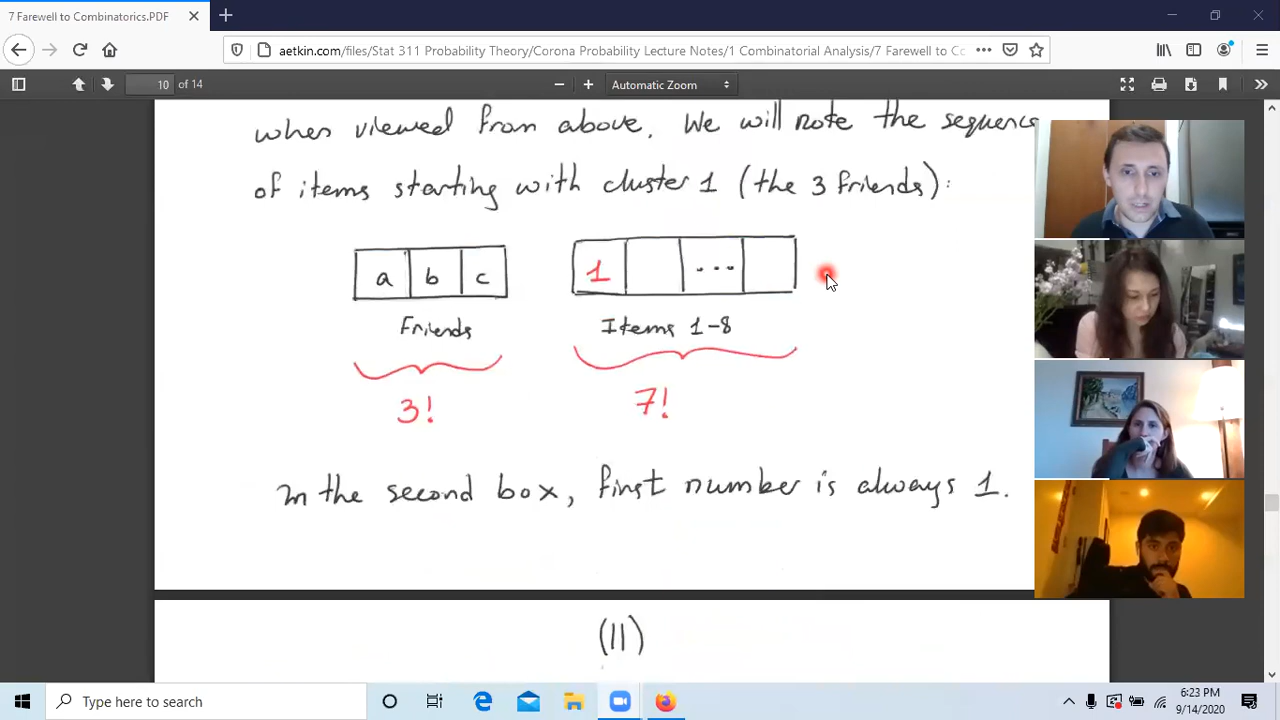 7 Farewell to Combinatorics.PDF
aetkin.com/files/Stat 311 Probability Theory/Corona Probability Lecture Notes/1 Combinatorial Analysis/7 Farewell to Co
10 of 14
Automatic Zoom
when viewed from above. We will note the sequence
of items starting with cluster 1 (the 3 friends):
a b c 1 ...
Friends Items 1-8
3! 7!
In the second box, first number is always 1.
(11)
Type here to search
6:23 PM
9/14/2020